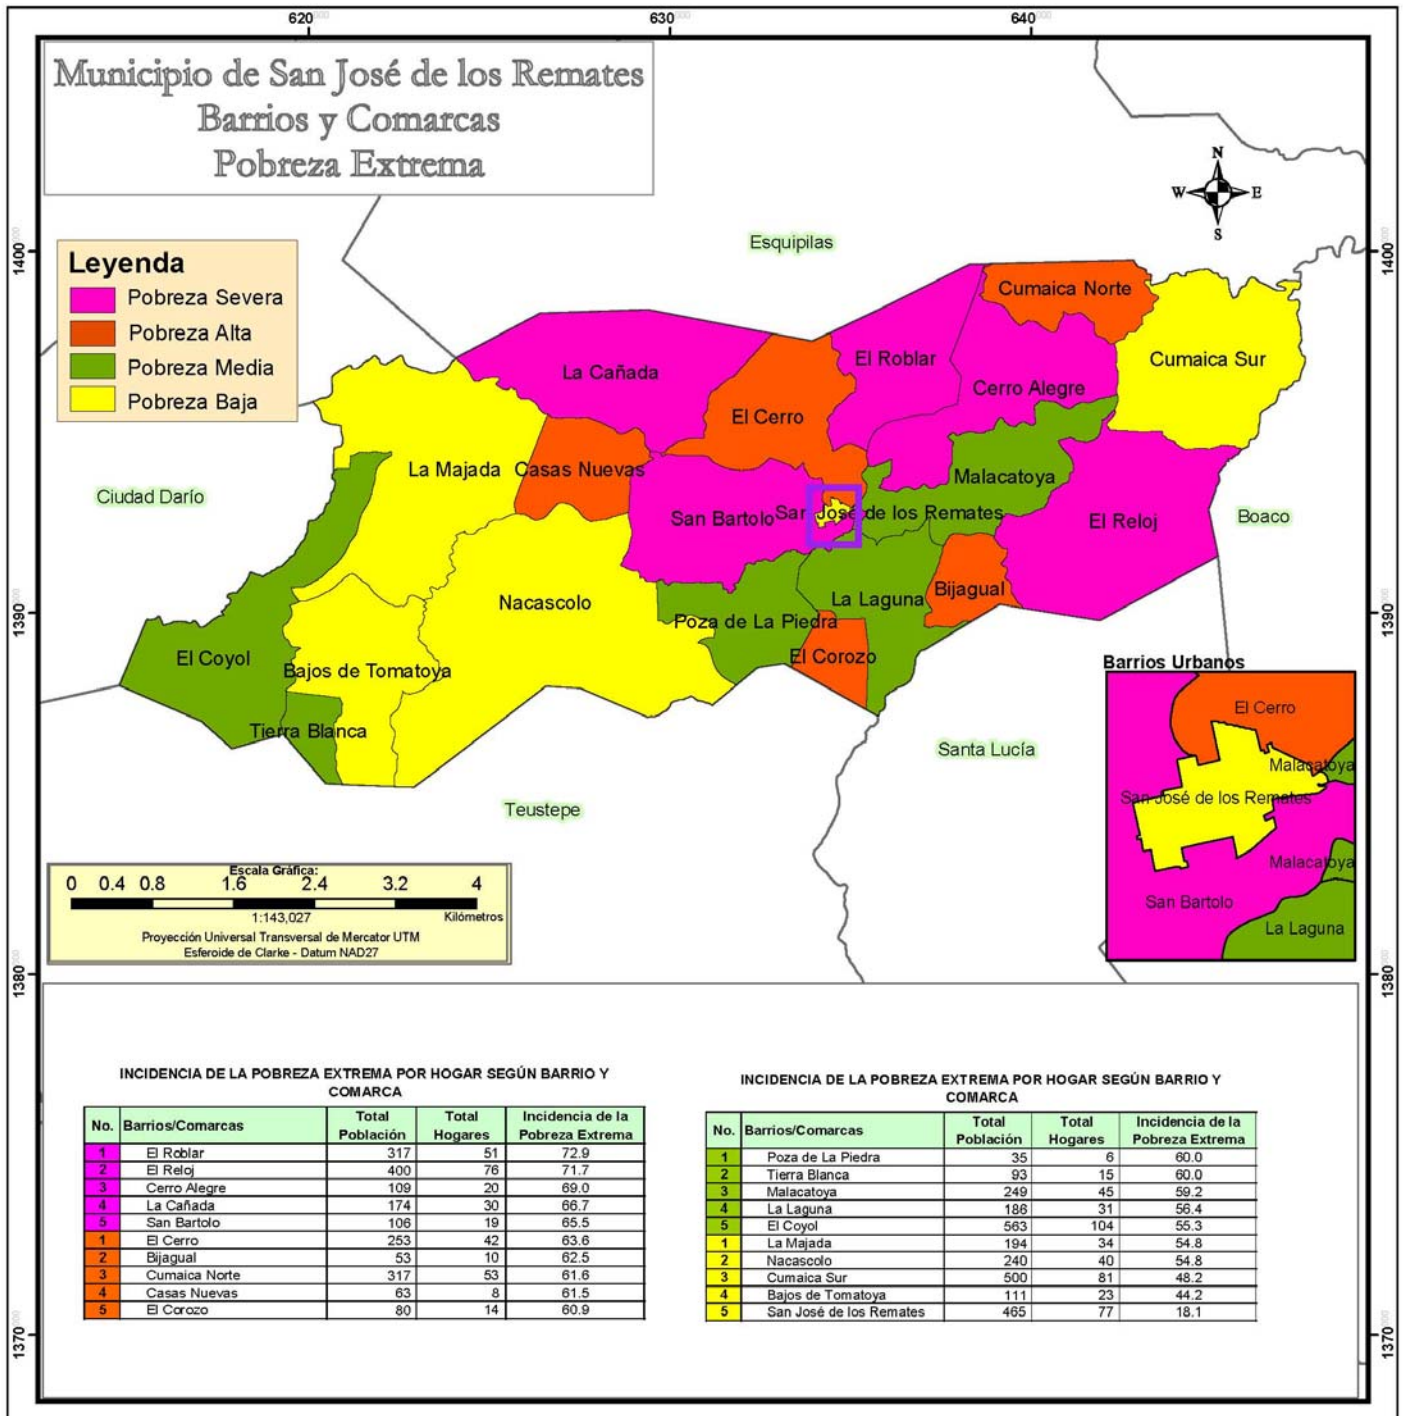 620000
630000
640000
Municipio de San José de los Remates
Barrios y Comarcas
Pobreza Extrema
N
W
E
S
1400000
1400000
Esquipilas
Leyenda
Pobreza Severa
Pobreza Alta
Pobreza Media
Pobreza Baja
Cumaica Norte
El Roblar
Cumaica Sur
La Cañada
Cerro Alegre
El Cerro
La Majada
Casas Nuevas
Malacatoya
Ciudad Darío
San Bartolo
San José de los Remates
El Reloj
Boaco
1390000
1390000
Nacascolo
Bijagual
La Laguna
Poza de La Piedra
El Corozo
El Coyol
Bajos de Tomatoya
Tierra Blanca
Santa Lucía
Teustepe
Barrios Urbanos
El Cerro
Malacatoya
San José de los Remates
Malacatoya
San Bartolo
La Laguna
Escala Gráfica:
0 0.4 0.8 1.6 2.4 3.2 4
1:143,027 Kilómetros
Proyección Universal Transversal de Mercator UTM
Esferoide de Clarke - Datum NAD27
1380000
1380000
INCIDENCIA DE LA POBREZA EXTREMA POR HOGAR SEGÚN BARRIO Y
COMARCA
No. Barrios/Comarcas Total Población Total Hogares Incidencia de la Pobreza Extrema
1 El Roblar 317 51 72.9
2 El Reloj 400 76 71.7
3 Cerro Alegre 109 20 69.0
4 La Cañada 174 30 66.7
5 San Bartolo 106 19 65.5
1 El Cerro 253 42 63.6
2 Bijagual 53 10 62.5
3 Cumaica Norte 317 53 61.6
4 Casas Nuevas 63 8 61.5
5 El Corozo 80 14 60.9
INCIDENCIA DE LA POBREZA EXTREMA POR HOGAR SEGÚN BARRIO Y
COMARCA
No. Barrios/Comarcas Total Población Total Hogares Incidencia de la Pobreza Extrema
1 Poza de La Piedra 35 6 60.0
2 Tierra Blanca 93 15 60.0
3 Malacatoya 249 45 59.2
4 La Laguna 186 31 56.4
5 El Coyol 563 104 55.3
1 La Majada 194 34 54.8
2 Nacascolo 240 40 54.8
3 Cumaica Sur 500 81 48.2
4 Bajos de Tomatoya 111 23 44.2
5 San José de los Remates 465 77 18.1
1370000
1370000